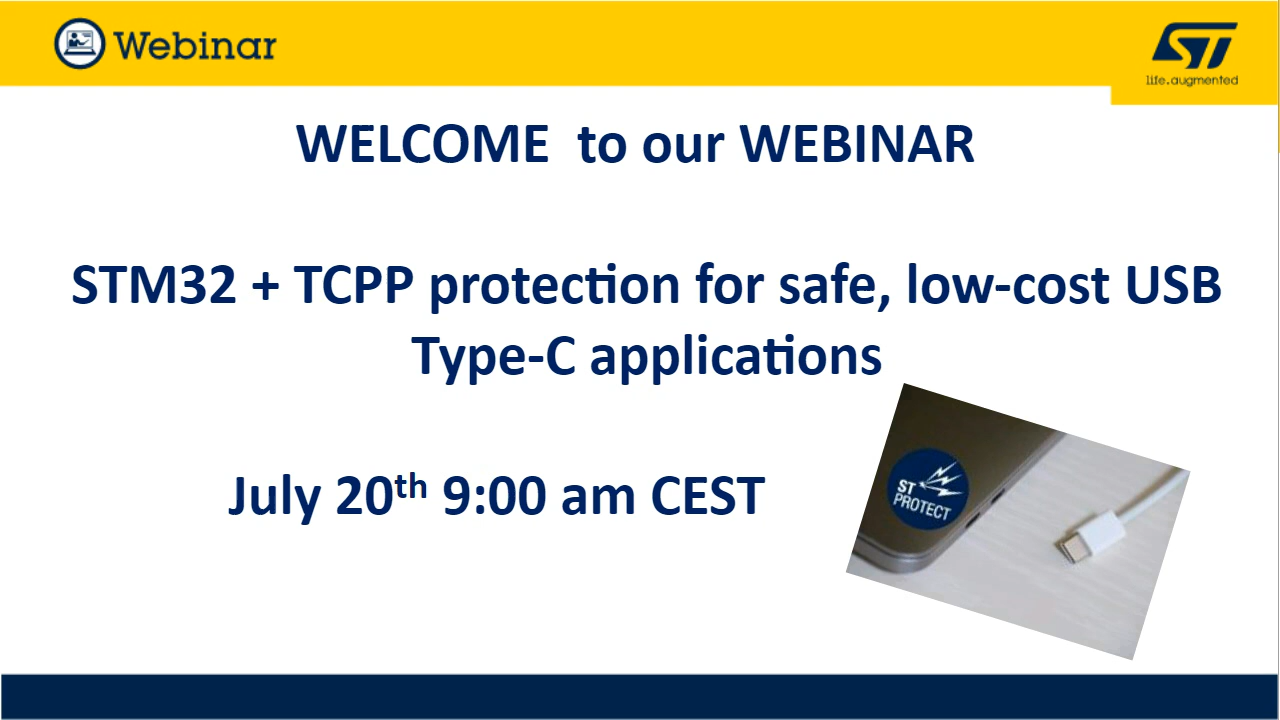 Webinar
ST
life.augmented
WELCOME to our WEBINAR
STM32 + TCPP protection for safe, low-cost USB
Type-C applications
July 20th 9:00 am CEST
ST
PROTECT